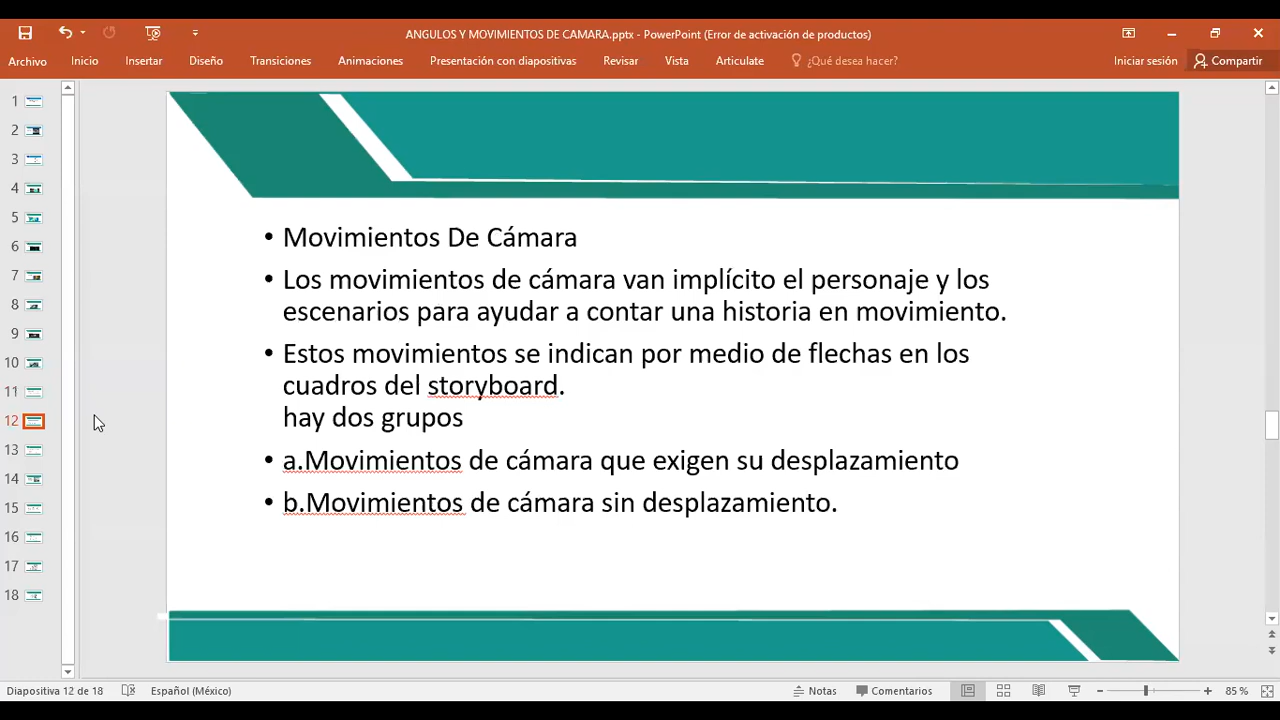 ANGULOS Y MOVIMIENTOS DE CAMARA.pptx - PowerPoint (Error de activación de productos)
Archivo Inicio Insertar Diseño Transiciones Animaciones Presentación con diapositivas Revisar Vista Articulate ¿Qué desea hacer? Iniciar sesión Compartir
1
2
3
4
5
6
7
8
9
10
11
12
13
14
15
16
17
18
• Movimientos De Cámara
• Los movimientos de cámara van implícito el personaje y los
escenarios para ayudar a contar una historia en movimiento.
• Estos movimientos se indican por medio de flechas en los
cuadros del storyboard.
hay dos grupos
• a.Movimientos de cámara que exigen su desplazamiento
• b.Movimientos de cámara sin desplazamiento.
Diapositiva 12 de 18 Español (México) Notas Comentarios 85 %